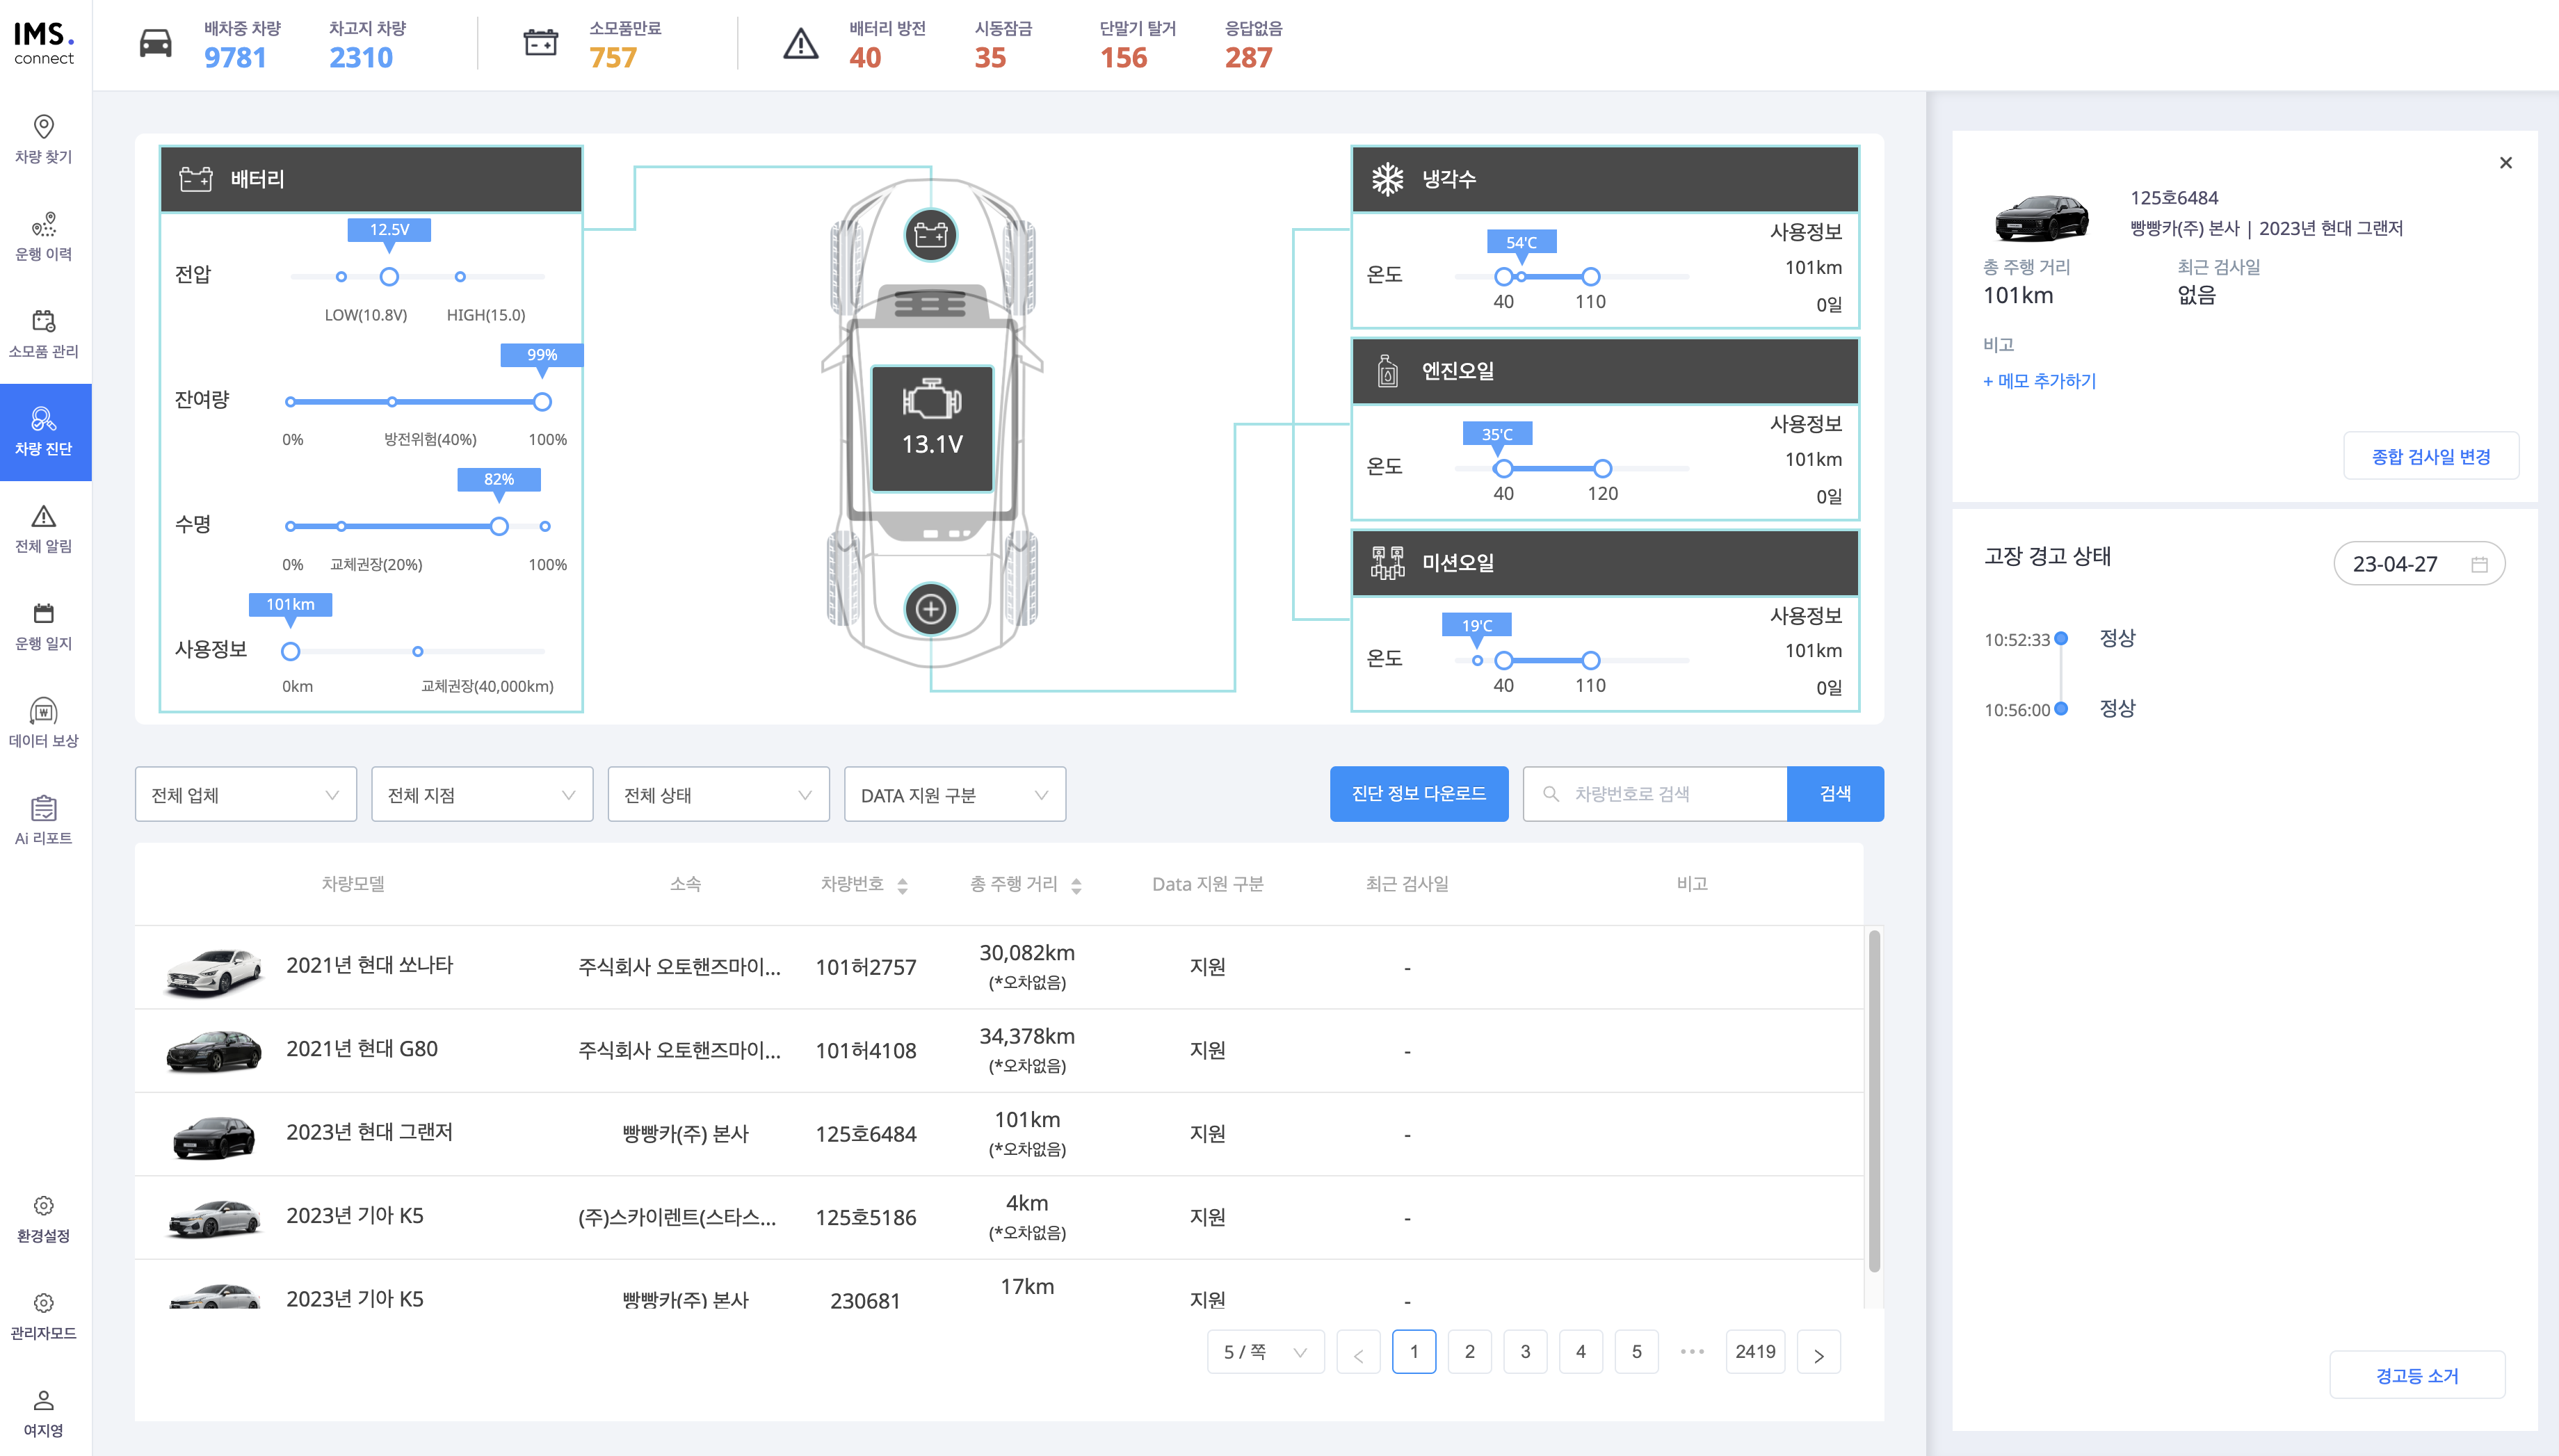 IMS.
connect
배차중 차량
9781
차고지 차량
2310
소모품만료
757
배터리 방전
40
시동잠금
35
단말기 탈거
156
응답없음
287
차량 찾기
운행 이력
소모품 관리
차량 진단
전체 알림
운행 일지
데이터 보상
Ai 리포트
환경설정
관리자모드
여지영
배터리
12.5V
전압
LOW(10.8V) HIGH(15.0)
99%
잔여량
0% 방전위험(40%) 100%
82%
수명
0% 교체권장(20%) 100%
101km
사용정보
0km 교체권장(40,000km)
13.1V
냉각수
54'C
온도
40 110
사용정보
101km
0일
엔진오일
35'C
온도
40 120
사용정보
101km
0일
미션오일
19'C
온도
40 110
사용정보
101km
0일
125호6484
빵빵카(주) 본사 | 2023년 현대 그랜저
총 주행 거리
101km
최근 검사일
없음
비고
+ 메모 추가하기
종합 검사일 변경
고장 경고 상태
23-04-27
10:52:33 정상
10:56:00 정상
경고등 소거
전체 업체
전체 지점
전체 상태
DATA 지원 구분
진단 정보 다운로드
차량번호로 검색
검색
차량모델 소속 차량번호 총 주행 거리 Data 지원 구분 최근 검사일 비고
2021년 현대 쏘나타 주식회사 오토핸즈마이... 101허2757 30,082km 지원 -
(*오차없음)
2021년 현대 G80 주식회사 오토핸즈마이... 101허4108 34,378km 지원 -
(*오차없음)
2023년 현대 그랜저 빵빵카(주) 본사 125호6484 101km 지원 -
(*오차없음)
2023년 기아 K5 (주)스카이렌트(스타스... 125호5186 4km 지원 -
(*오차없음)
2023년 기아 K5 빵빵카(주) 본사 230681 17km 지원 -
5 / 쪽 < 1 2 3 4 5 ••• 2419 >